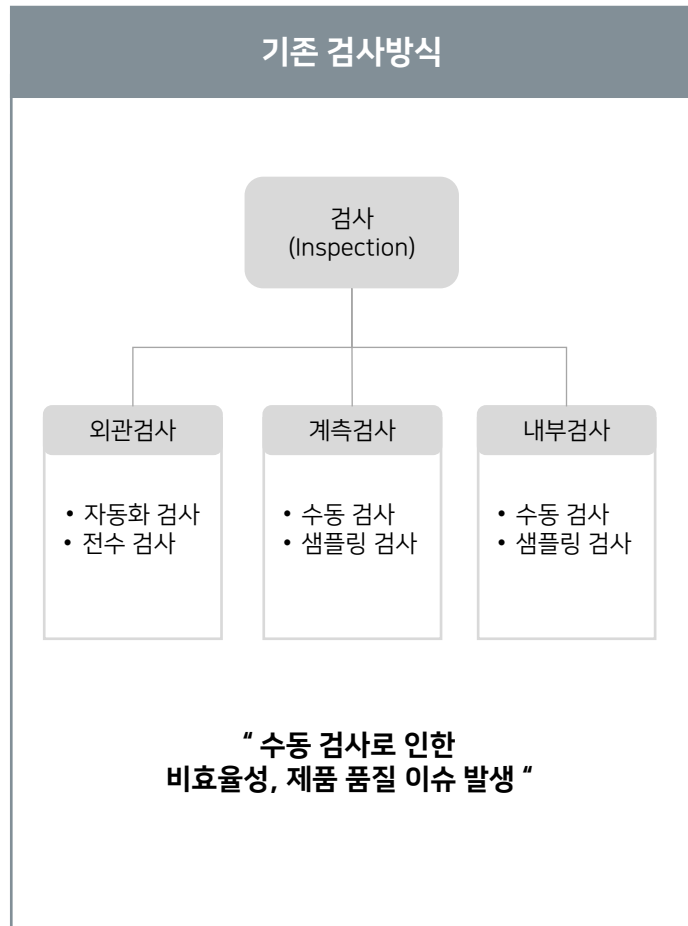 기존 검사방식
검사
(Inspection)
외관검사
• 자동화 검사
• 전수 검사
계측검사
• 수동 검사
• 샘플링 검사
내부검사
• 수동 검사
• 샘플링 검사
“ 수동 검사로 인한
비효율성, 제품 품질 이슈 발생 “